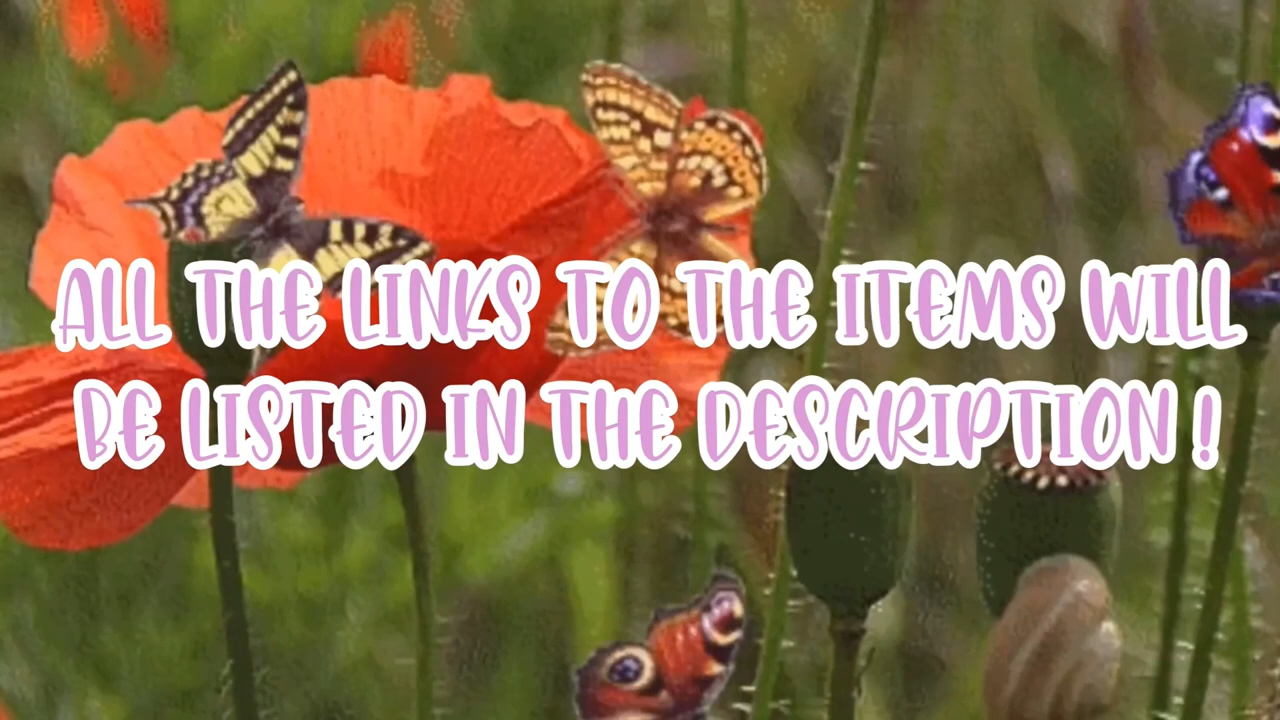 ALL THE LINKS TO THE ITEMS WILL
BE LISTED IN THE DESCRIPTION !